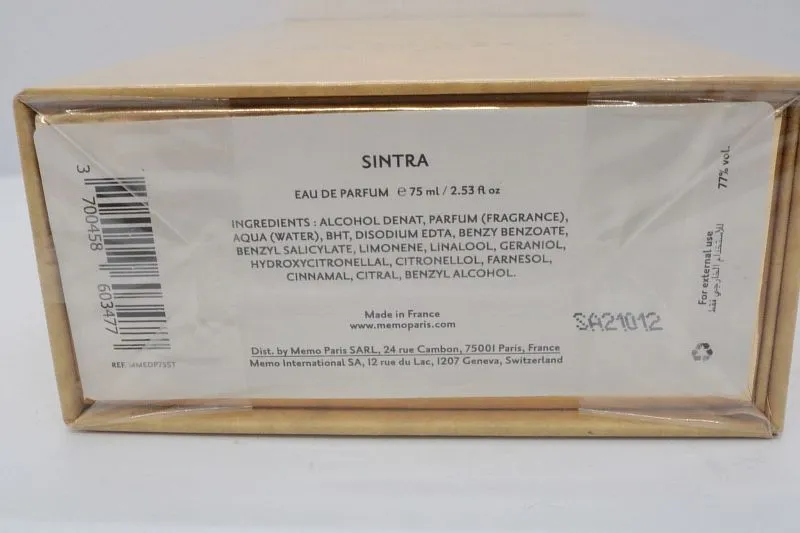 SINTRA
EAU DE PARFUM ℮ 75 ml / 2.53 fl oz
INGREDIENTS : ALCOHOL DENAT, PARFUM (FRAGRANCE),
AQUA (WATER), BHT, DISODIUM EDTA, BENZY BENZOATE,
BENZYL SALICYLATE, LIMONENE, LINALOOL, GERANIOL,
HYDROXYCITRONELLAL, CITRONELLOL, FARNESOL,
CINNAMAL, CITRAL, BENZYL ALCOHOL.
Made in France
www.memoparis.com
Dist. by Memo Paris SARL, 24 rue Cambon, 75001 Paris, France
Memo International SA, 12 rue du Lac, 1207 Geneva, Switzerland
3 700458 603477
REF. MMEDP75ST
SA21012
77% vol.
For external use
للاستخدام الخارجي فقط